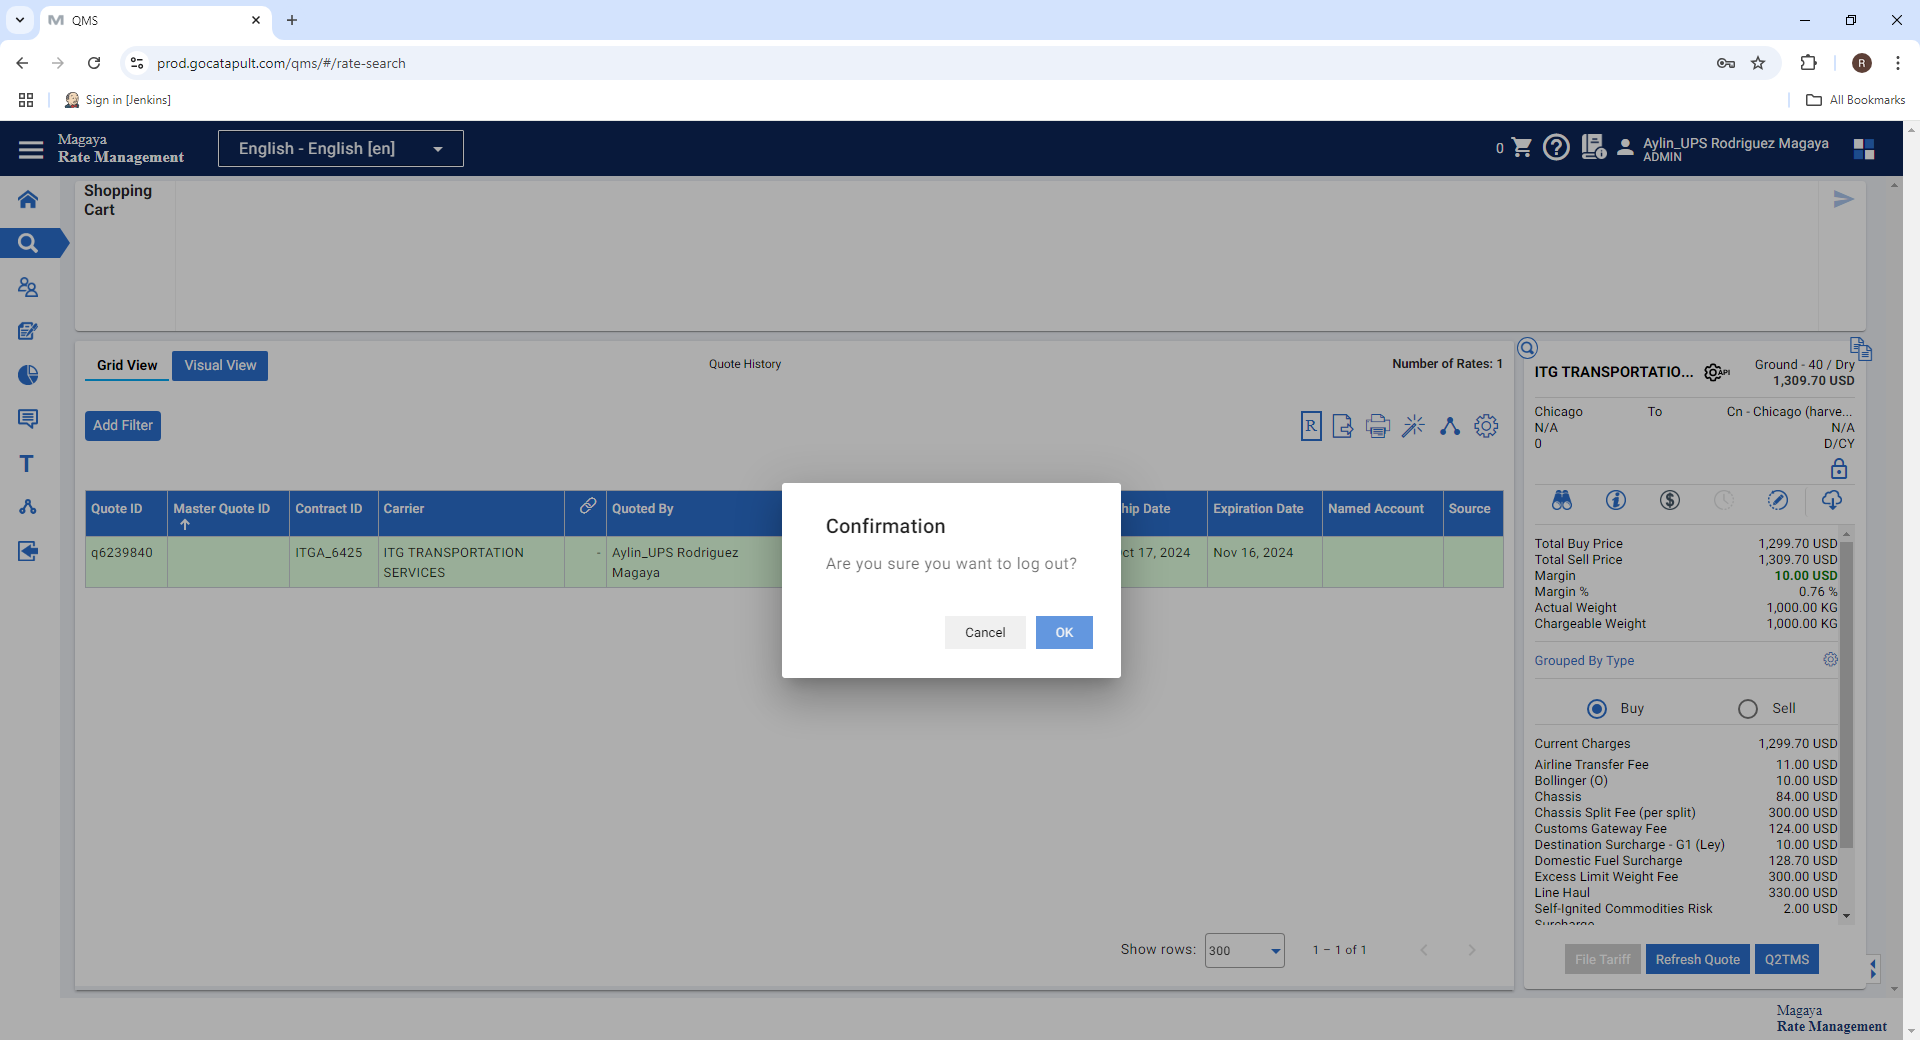 QMS
prod.gocatapult.com/qms/#/rate-search
R
Sign in [Jenkins]
All Bookmarks
Magaya
Rate Management
English - English [en]
0
Aylin_UPS Rodriguez Magaya
ADMIN
Shopping
Cart
Grid View
Visual View
Quote History
Number of Rates: 1
Add Filter
R
Quote ID
Master Quote ID
Contract ID
Carrier
Quoted By
hip Date
Expiration Date
Named Account
Source
q6239840
ITGA_6425
ITG TRANSPORTATION
SERVICES
-
Aylin_UPS Rodriguez
Magaya
ct 17, 2024
Nov 16, 2024
Confirmation
Are you sure you want to log out?
Cancel
OK
Show rows:
300
1 – 1 of 1
ITG TRANSPORTATIO...
API
Ground - 40 / Dry
1,309.70 USD
Chicago
To
Cn - Chicago (harve...
N/A
N/A
0
D/CY
Total Buy Price 1,299.70 USD
Total Sell Price 1,309.70 USD
Margin 10.00 USD
Margin % 0.76 %
Actual Weight 1,000.00 KG
Chargeable Weight 1,000.00 KG
Grouped By Type
Buy
Sell
Current Charges 1,299.70 USD
Airline Transfer Fee 11.00 USD
Bollinger (O) 10.00 USD
Chassis 84.00 USD
Chassis Split Fee (per split) 300.00 USD
Customs Gateway Fee 124.00 USD
Destination Surcharge - G1 (Ley) 10.00 USD
Domestic Fuel Surcharge 128.70 USD
Excess Limit Weight Fee 300.00 USD
Line Haul 330.00 USD
Self-Ignited Commodities Risk 2.00 USD
Surcharge
File Tariff
Refresh Quote
Q2TMS
Magaya
Rate Management